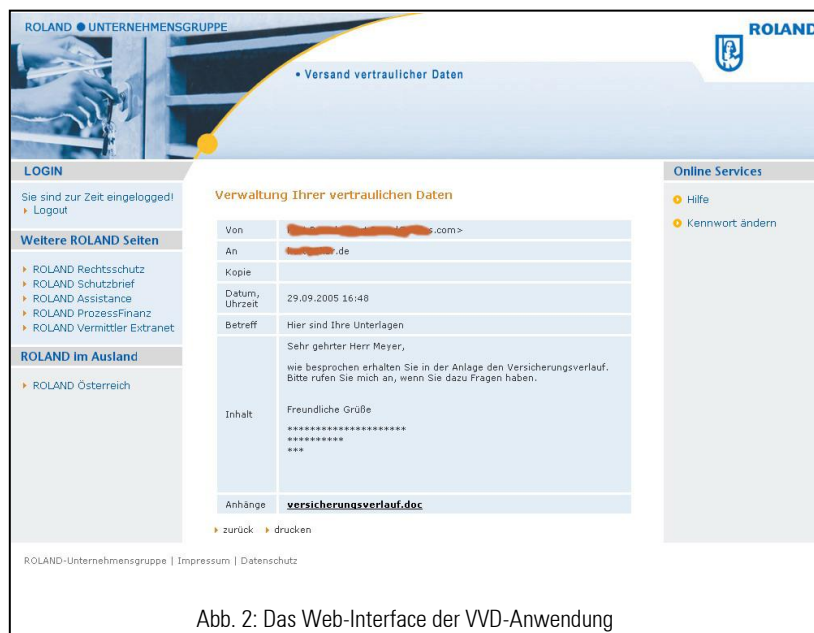 ROLAND ● UNTERNEHMENSGRUPPE
ROLAND
• Versand vertraulicher Daten
LOGIN
Sie sind zur Zeit eingelogged!
Logout
Weitere ROLAND Seiten
ROLAND Rechtsschutz
ROLAND Schutzbrief
ROLAND Assistance
ROLAND ProzessFinanz
ROLAND Vermittler Extranet
ROLAND im Ausland
ROLAND Österreich
Verwaltung Ihrer vertraulichen Daten
Von .com>
An .de
Kopie
Datum, Uhrzeit 29.09.2005 16:48
Betreff Hier sind Ihre Unterlagen
Inhalt
Sehr gehrter Herr Meyer,
wie besprochen erhalten Sie in der Anlage den Versicherungsverlauf.
Bitte rufen Sie mich an, wenn Sie dazu Fragen haben.
Freundliche Grüße
*********************
**********
***
Anhänge versicherungsverlauf.doc
zurück drucken
Online Services
Hilfe
Kennwort ändern
ROLAND-Unternehmensgruppe | Impressum | Datenschutz
Abb. 2: Das Web-Interface der VVD-Anwendung